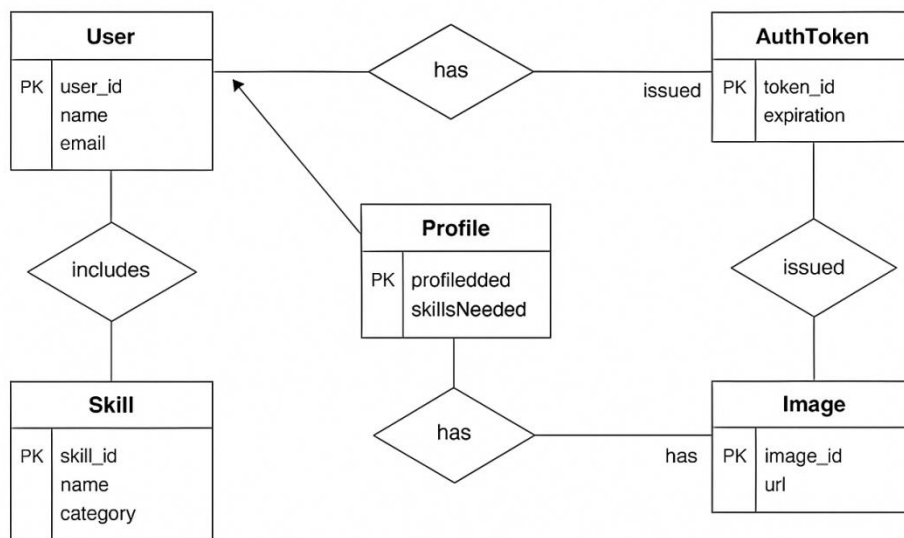 User
PK user_id
name
email
has
issued
AuthToken
PK token_id
expiration
includes
Profile
PK profiledded
skillsNeeded
issued
Skill
PK skill_id
name
category
has
has
Image
PK image_id
url